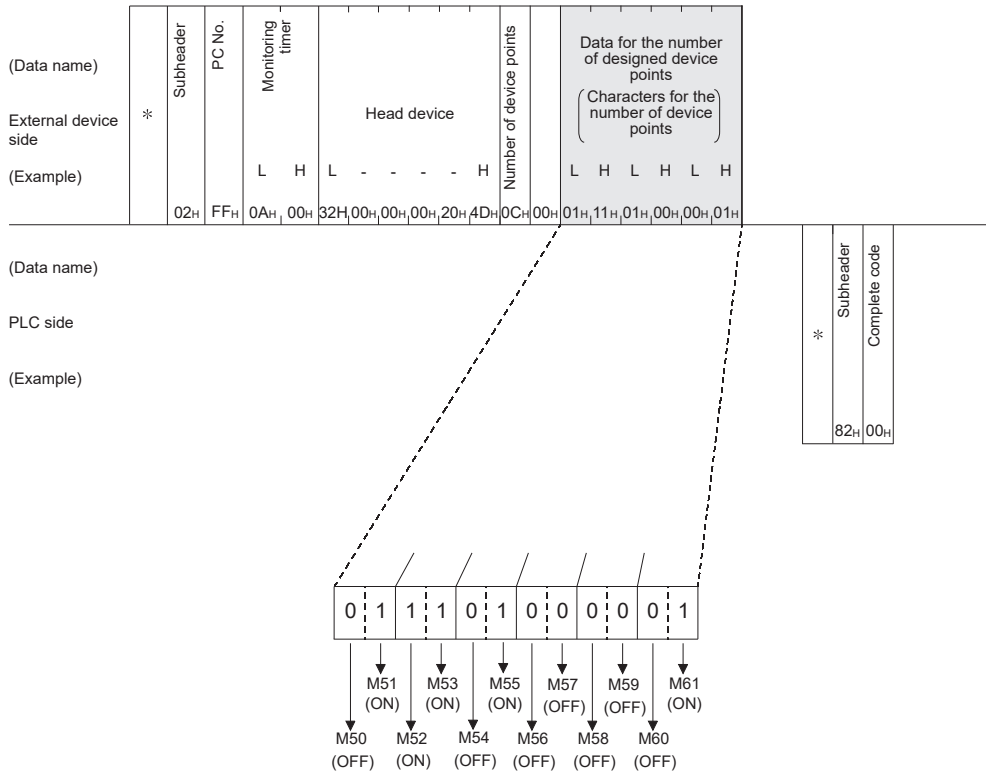 (Data name)
External device
side
(Example)
*
Subheader
02H
PC No.
FFH
Monitoring
timer
L H
0AH 00H
Head device
L - - - - H
32H 00H 00H 00H 20H 4DH
Number of device points
0CH 00H
Data for the number
of designed device
points
(Characters for the
number of device
points)
L H L H L H
01H 11H 01H 00H 00H 01H
(Data name)
PLC side
(Example)
*
Subheader
82H
Complete code
00H
0 1 1 1 0 1 0 0 0 0 0 1
M51 M53 M55 M57 M59 M61
(ON) (ON) (ON) (OFF) (OFF) (ON)
M50 M52 M54 M56 M58 M60
(OFF) (ON) (OFF) (OFF) (OFF) (OFF)